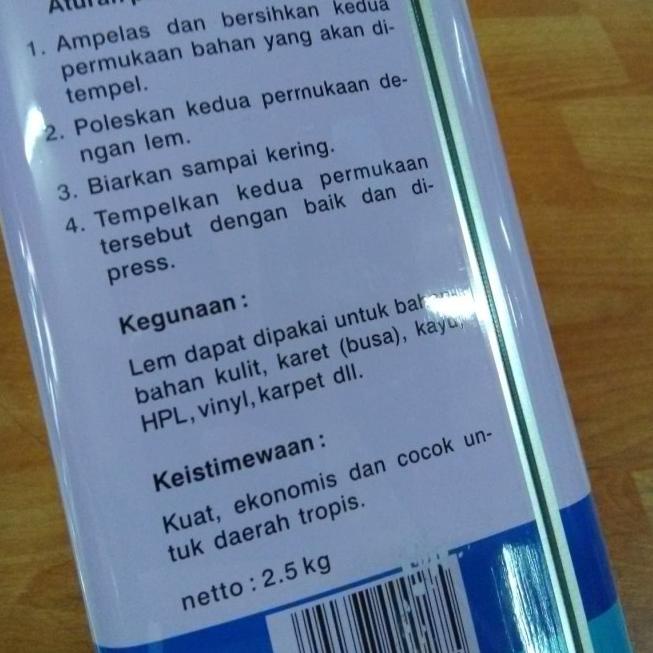 Aturan
1. Ampelas dan bersihkan kedua
permukaan bahan yang akan di-
tempel.
2. Poleskan kedua perrnukaan de-
ngan lem.
3. Biarkan sampai kering.
4. Tempelkan kedua permukaan
tersebut dengan baik dan di-
press.
Kegunaan :
Lem dapat dipakai untuk
bahan kulit, karet (busa), kayu,
HPL, vinyl, karpet dll.
Keistimewaan :
Kuat, ekonomis dan cocok un-
tuk daerah tropis.
netto : 2.5 kg